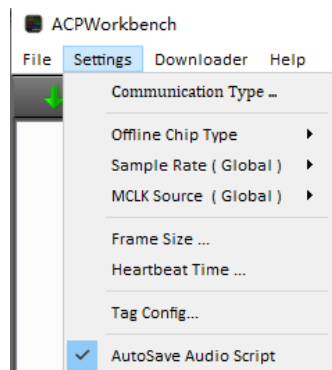 ACPWorkbench
File Settings Downloader Help
Communication Type ...
Offline Chip Type
Sample Rate ( Global )
MCLK Source ( Global )
Frame Size ...
Heartbeat Time ...
Tag Config...
AutoSave Audio Script